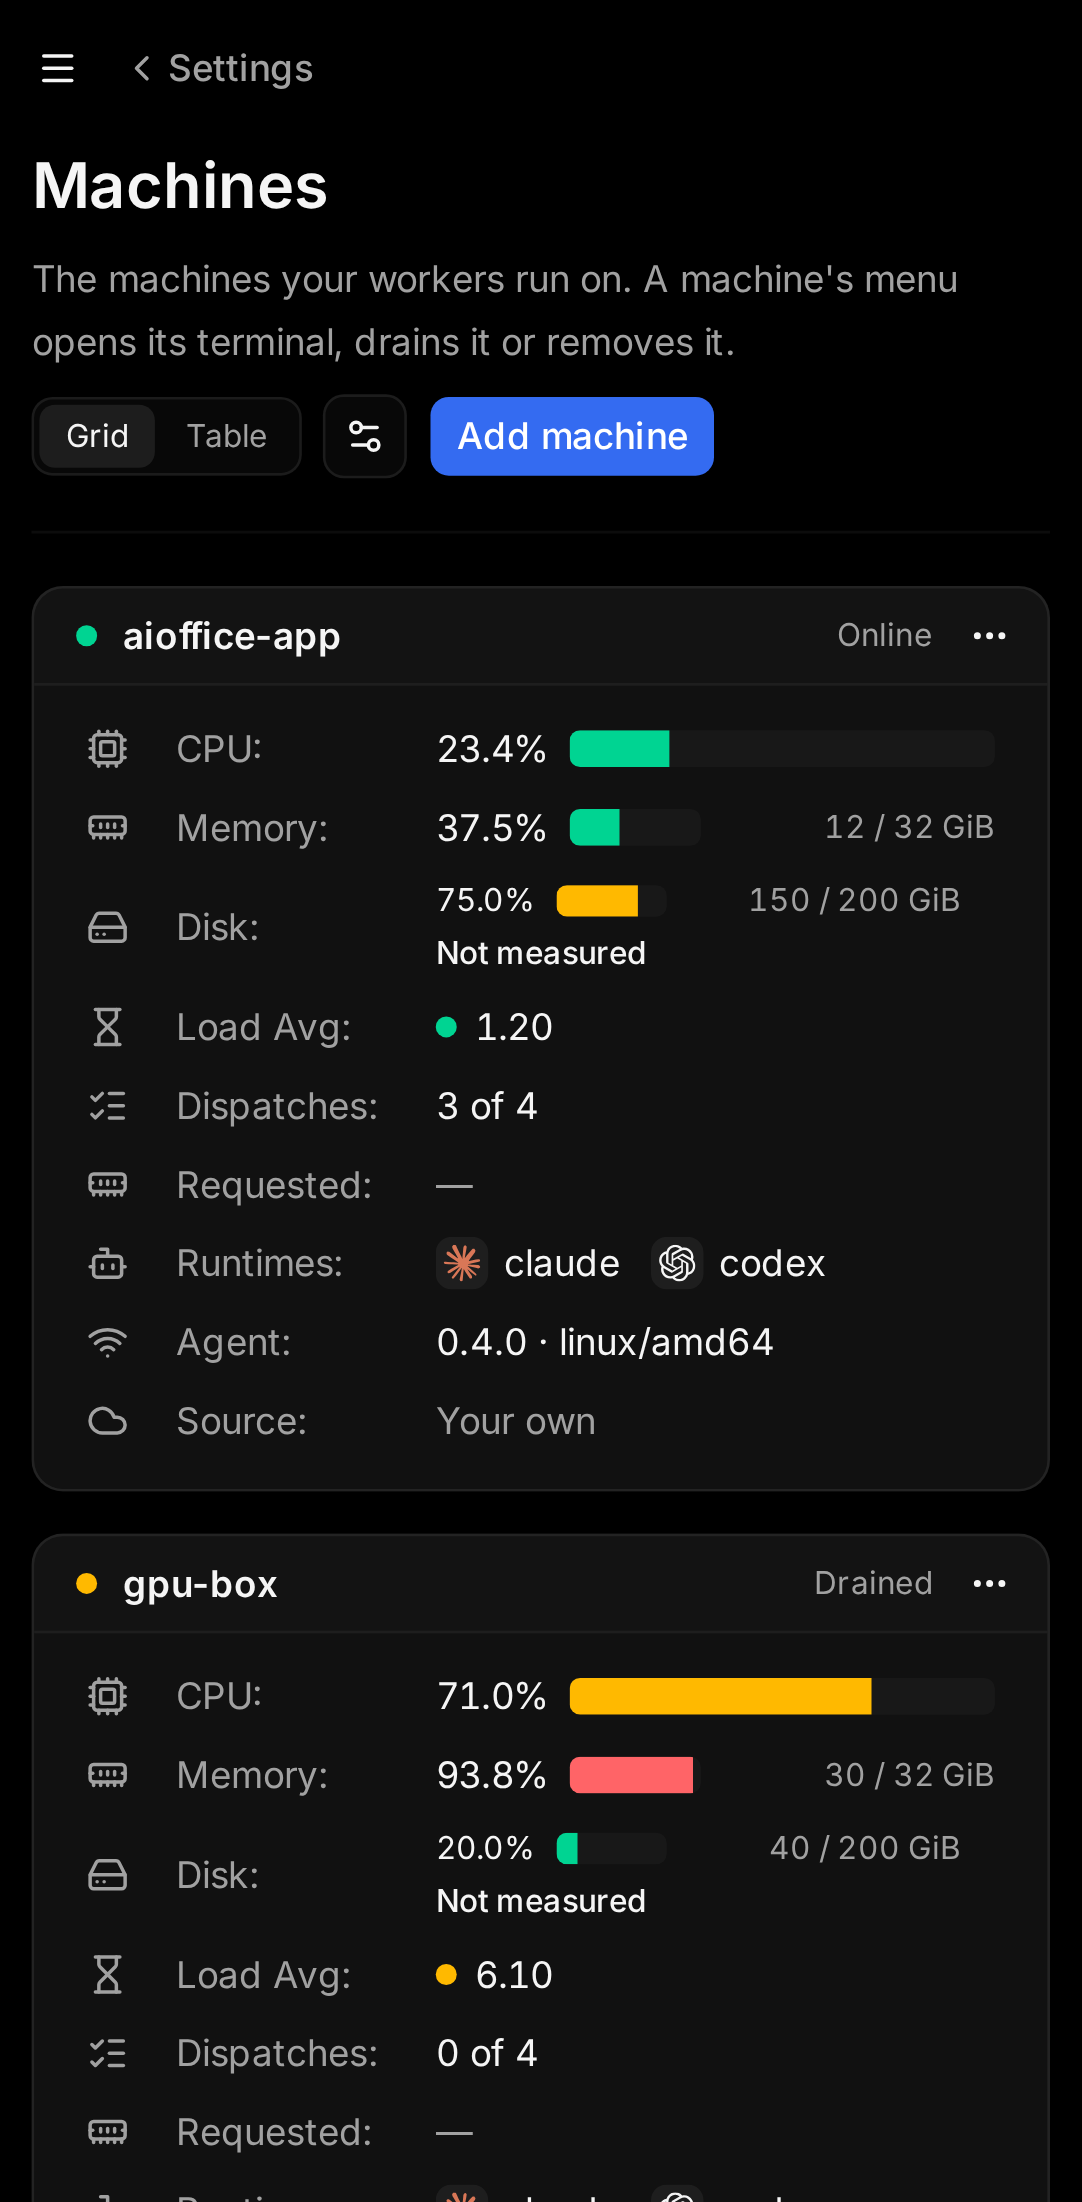 Settings
Machines
The machines your workers run on. A machine's menu
opens its terminal, drains it or removes it.
Grid Table Add machine
aioffice-app Online
CPU: 23.4%
Memory: 37.5% 12 / 32 GiB
Disk: 75.0% 150 / 200 GiB
Not measured
Load Avg: 1.20
Dispatches: 3 of 4
Requested: —
Runtimes: claude codex
Agent: 0.4.0 · linux/amd64
Source: Your own
gpu-box Drained
CPU: 71.0%
Memory: 93.8% 30 / 32 GiB
Disk: 20.0% 40 / 200 GiB
Not measured
Load Avg: 6.10
Dispatches: 0 of 4
Requested: —